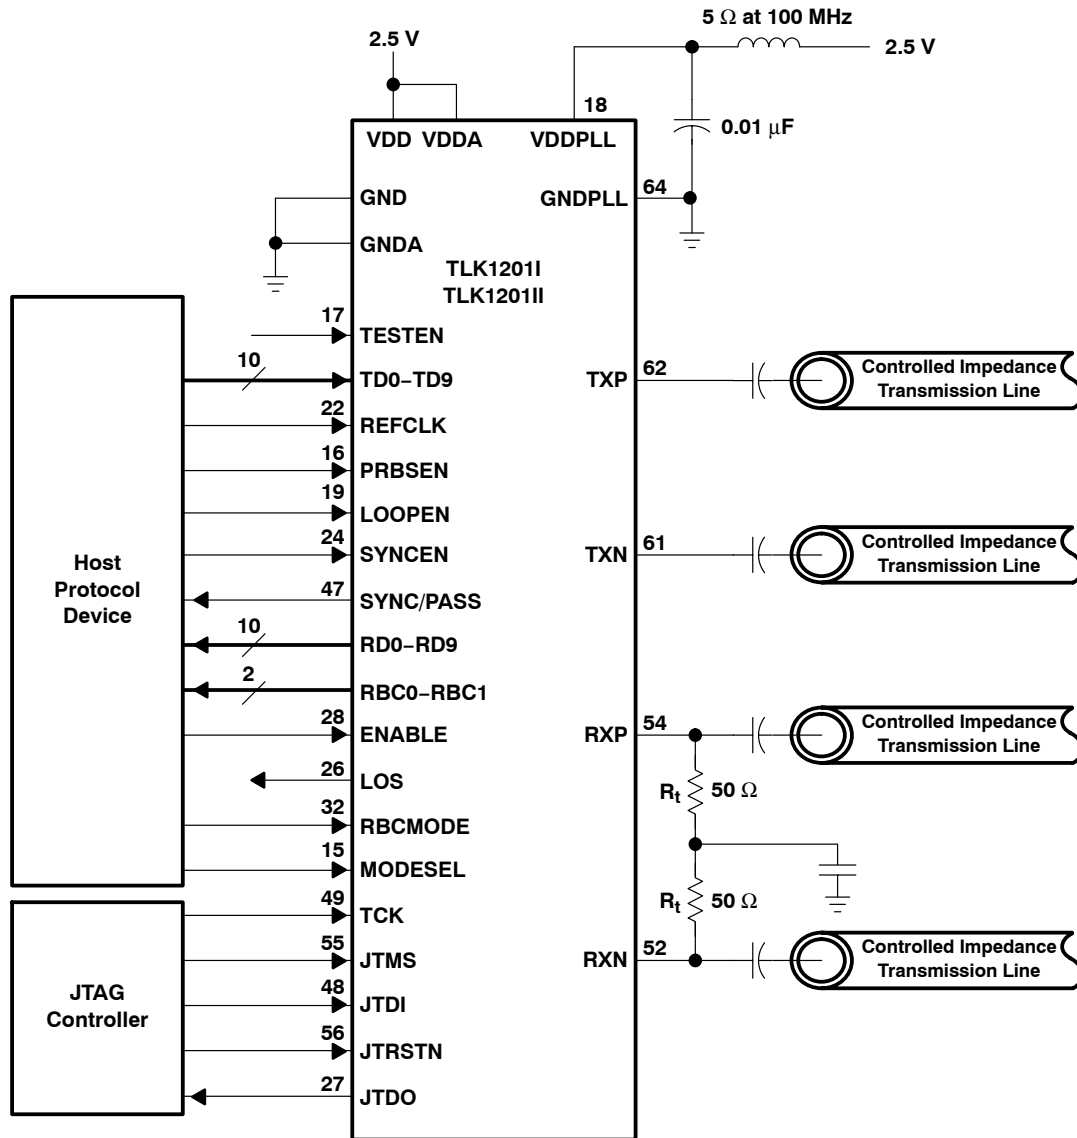 5 Ω at 100 MHz
2.5 V
2.5 V
18
0.01 μF
VDD VDDA VDDPLL
64
GND
GNDPLL
GNDA
TLK1201I
TLK1201II
17
TESTEN
10
TD0–TD9
22
REFCLK
16
PRBSEN
19
LOOPEN
24
SYNCEN
47
SYNC/PASS
10
RD0–RD9
2
RBC0–RBC1
28
ENABLE
26
LOS
32
RBCMODE
15
MODESEL
49
TCK
55
JTMS
48
JTDI
56
JTRSTN
27
JTDO
Host
Protocol
Device
JTAG
Controller
TXP
62
Controlled Impedance
Transmission Line
TXN
61
Controlled Impedance
Transmission Line
RXP
54
Controlled Impedance
Transmission Line
Rt
50 Ω
Rt
50 Ω
RXN
52
Controlled Impedance
Transmission Line